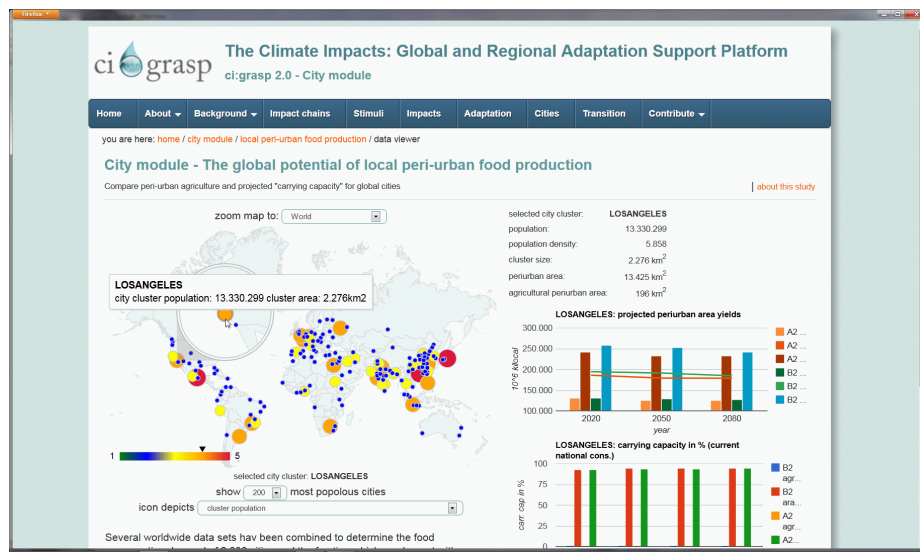 Firefox
ci grasp
The Climate Impacts: Global and Regional Adaptation Support Platform
ci:grasp 2.0 - City module
Home About Background Impact chains Stimuli Impacts Adaptation Cities Transition Contribute
you are here: home / city module / local peri-urban food production / data viewer
City module - The global potential of local peri-urban food production
Compare peri-urban agriculture and projected "carrying capacity" for global cities
about this study
zoom map to: World
LOSANGELES
city cluster population: 13.330.299 cluster area: 2.276km2
1 5
selected city cluster: LOSANGELES
show 200 most popolous cities
icon depicts cluster population
Several worldwide data sets hav been combined to determine the food
selected city cluster: LOSANGELES
population: 13.330.299
population density: 5.858
cluster size: 2.276 km2
periurban area: 13.425 km2
agricultural periurban area: 196 km2
LOSANGELES: projected periurban area yields
300.000
250.000
200.000
150.000
100.000
10^6 kilocal
2020 2050 2080
year
A2 ...
A2 ...
A2 ...
B2 ...
B2 ...
B2 ...
LOSANGELES: carrying capacity in % (current
national cons.)
100
75
50
25
0
carr. cap in %
B2
agr...
B2
ara...
A2
agr...
A2...